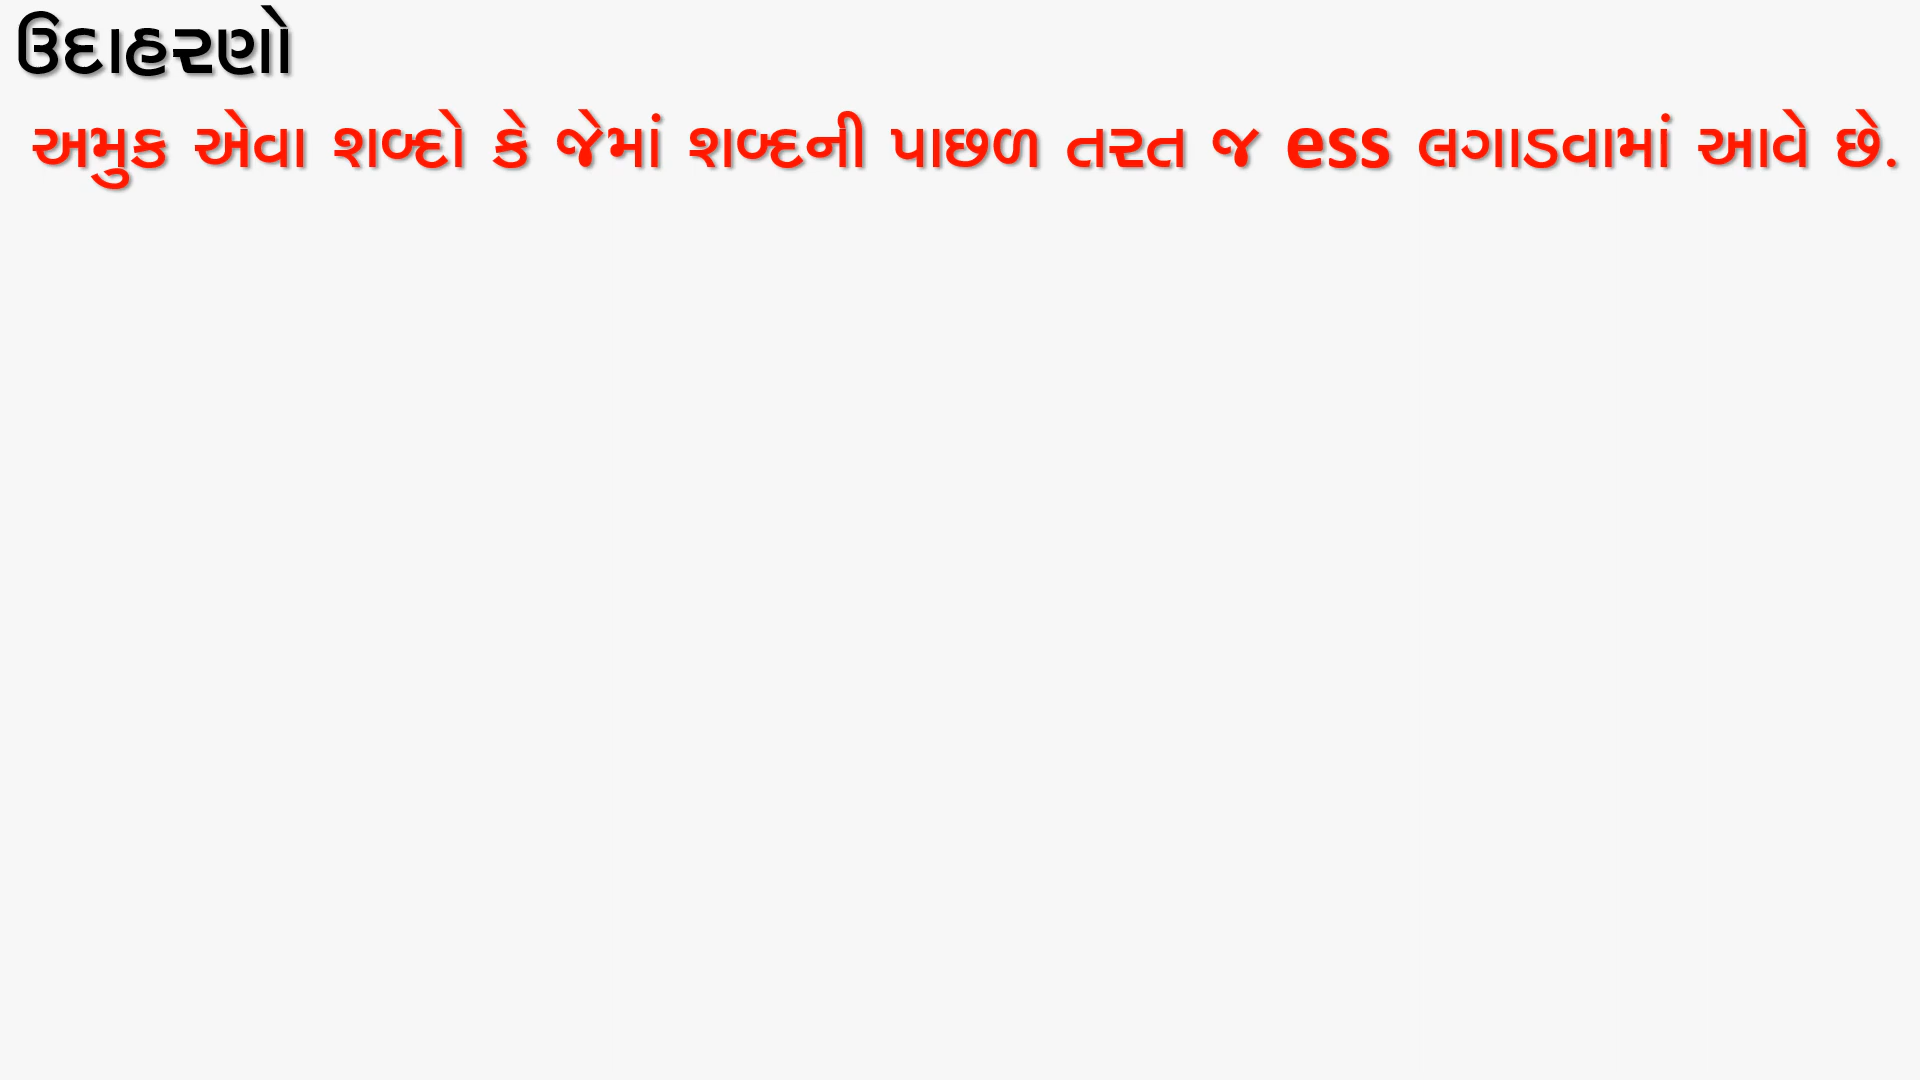 ઉદાહરણો
અમુક એવા શબ્દો કે જેમાં શબ્દની પાછળ તરત જ ess લગાડવામાં આવે છે.